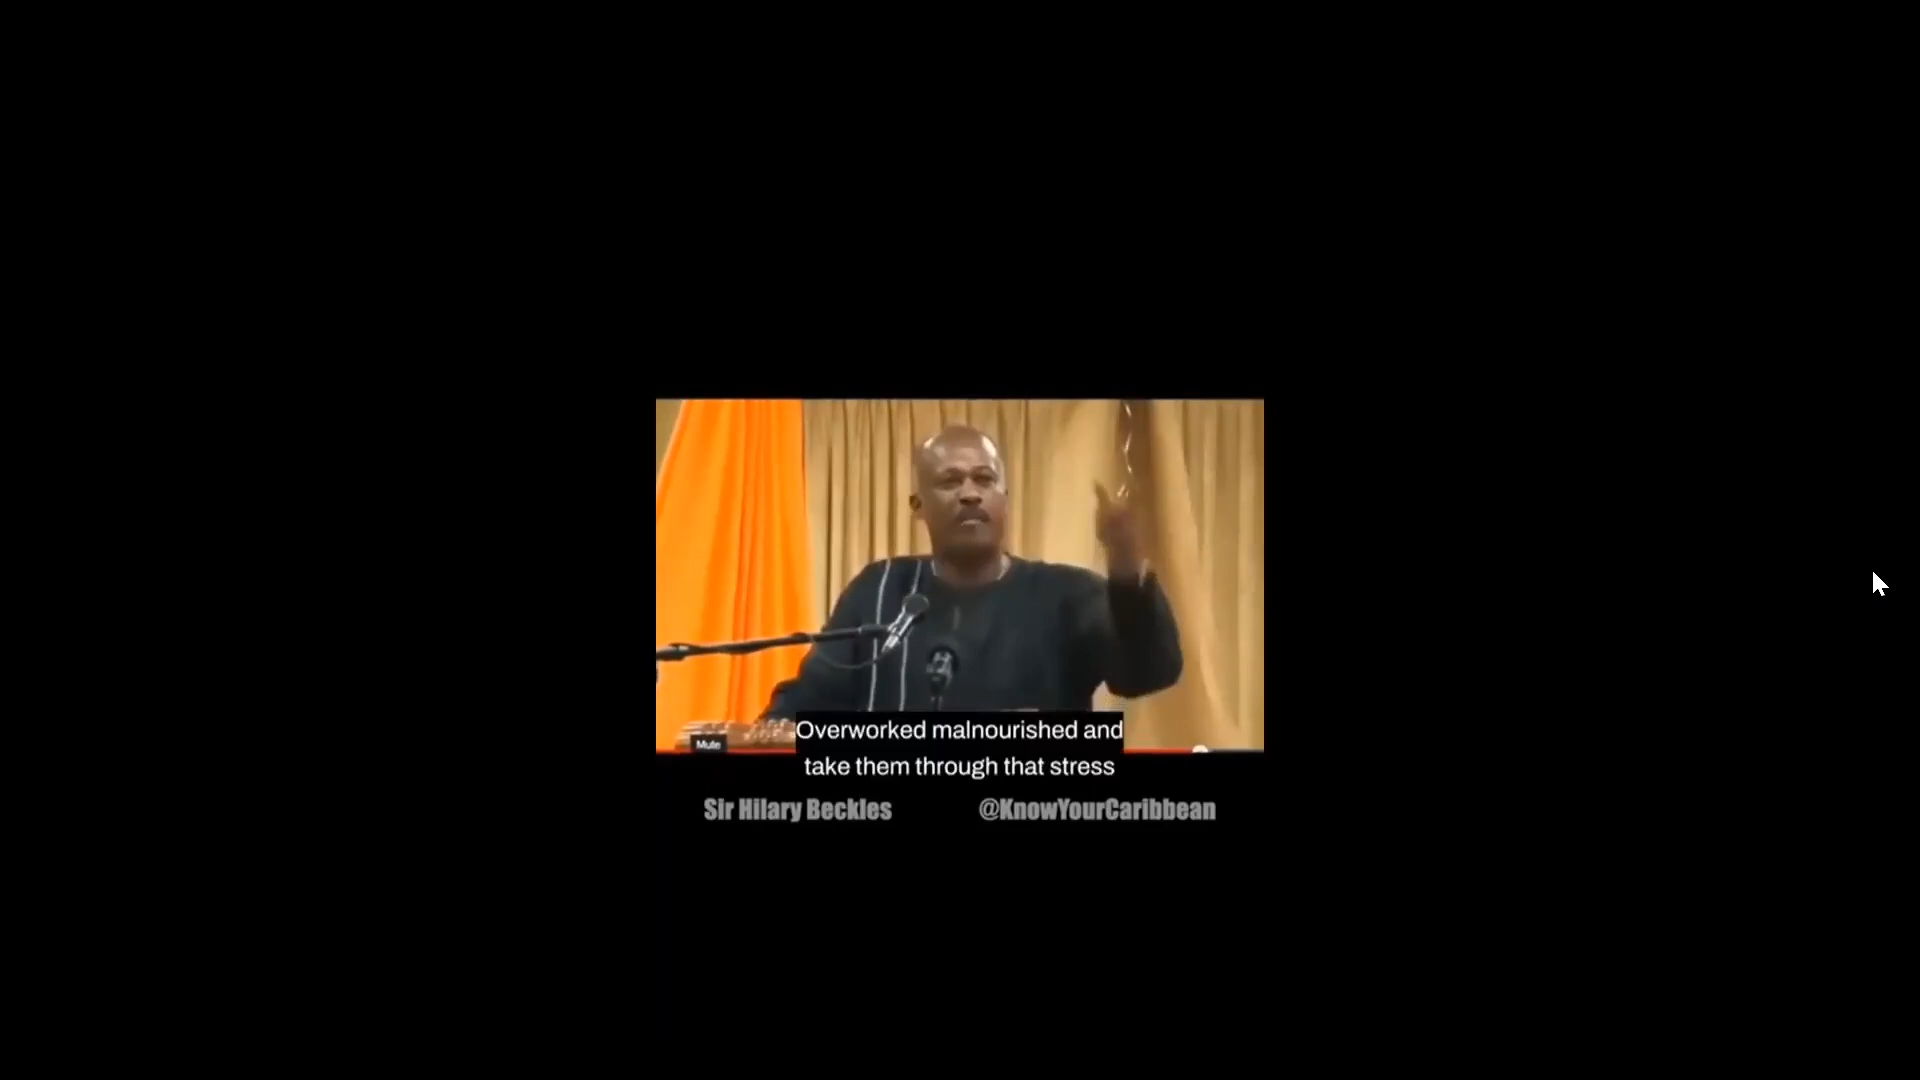 Overworked malnourished and
take them through that stress
Mute
Sir Hilary Beckles
@KnowYourCaribbean